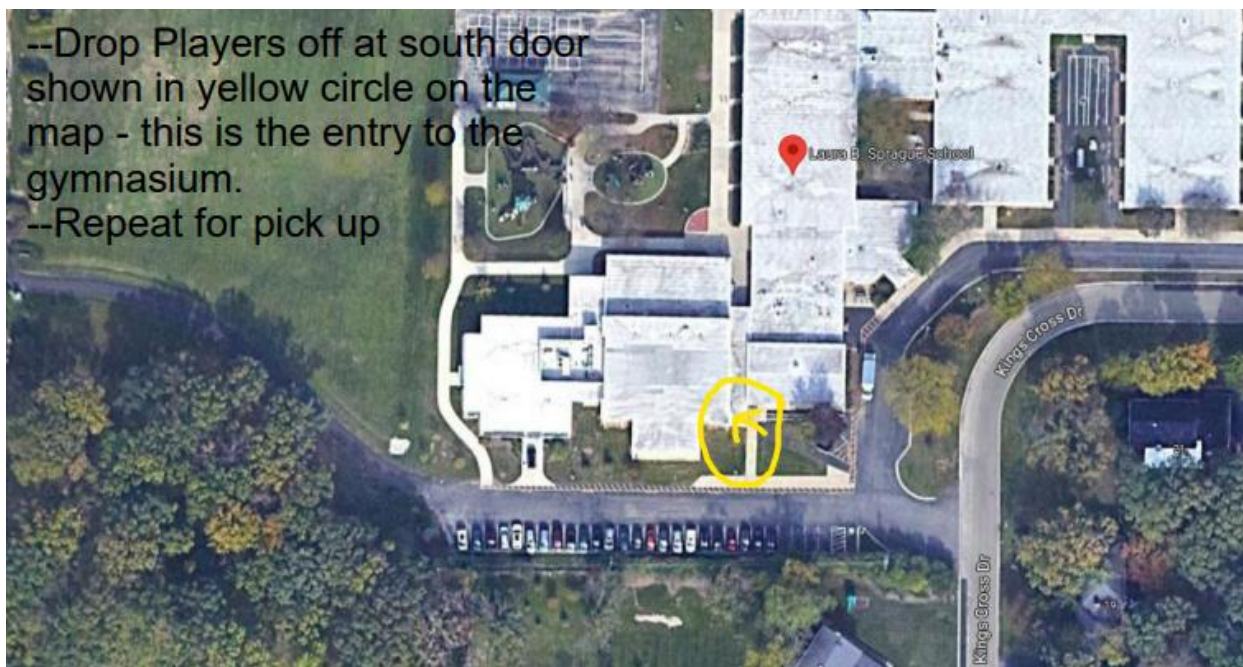 --Drop Players off at south door
shown in yellow circle on the
map - this is the entry to the
gymnasium.
--Repeat for pick up
Laura B. Sprague School
Kings Cross Dr
Kings Cross Dr